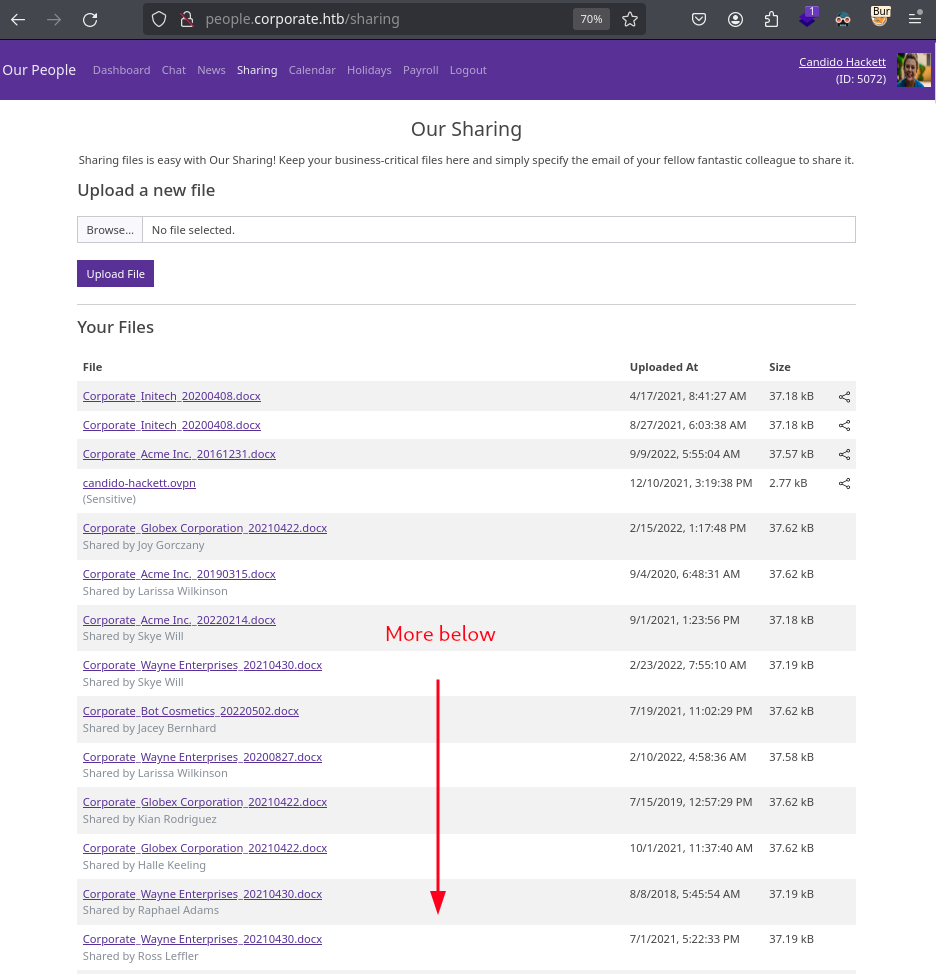 people.corporate.htb/sharing 70% 1 Bur
Our People Dashboard Chat News Sharing Calendar Holidays Payroll Logout Candido Hackett
(ID: 5072)
Our Sharing
Sharing files is easy with Our Sharing! Keep your business-critical files here and simply specify the email of your fellow fantastic colleague to share it.
Upload a new file
Browse... No file selected.
Upload File
Your Files
File Uploaded At Size
Corporate_Initech_20200408.docx 4/17/2021, 8:41:27 AM 37.18 kB
Corporate_Initech_20200408.docx 8/27/2021, 6:03:38 AM 37.18 kB
Corporate_Acme Inc._20161231.docx 9/9/2022, 5:55:04 AM 37.57 kB
candido-hackett.ovpn 12/10/2021, 3:19:38 PM 2.77 kB
(Sensitive)
Corporate_Globex Corporation_20210422.docx 2/15/2022, 1:17:48 PM 37.62 kB
Shared by Joy Gorczany
Corporate_Acme Inc._20190315.docx 9/4/2020, 6:48:31 AM 37.62 kB
Shared by Larissa Wilkinson
Corporate_Acme Inc._20220214.docx 9/1/2021, 1:23:56 PM 37.18 kB
Shared by Skye Will
More below
Corporate_Wayne Enterprises_20210430.docx 2/23/2022, 7:55:10 AM 37.19 kB
Shared by Skye Will
Corporate_Bot Cosmetics_20220502.docx 7/19/2021, 11:02:29 PM 37.62 kB
Shared by Jacey Bernhard
Corporate_Wayne Enterprises_20200827.docx 2/10/2022, 4:58:36 AM 37.58 kB
Shared by Larissa Wilkinson
Corporate_Globex Corporation_20210422.docx 7/15/2019, 12:57:29 PM 37.62 kB
Shared by Kian Rodriguez
Corporate_Globex Corporation_20210422.docx 10/1/2021, 11:37:40 AM 37.62 kB
Shared by Halle Keeling
Corporate_Wayne Enterprises_20210430.docx 8/8/2018, 5:45:54 AM 37.19 kB
Shared by Raphael Adams
Corporate_Wayne Enterprises_20210430.docx 7/1/2021, 5:22:33 PM 37.19 kB
Shared by Ross Leffler